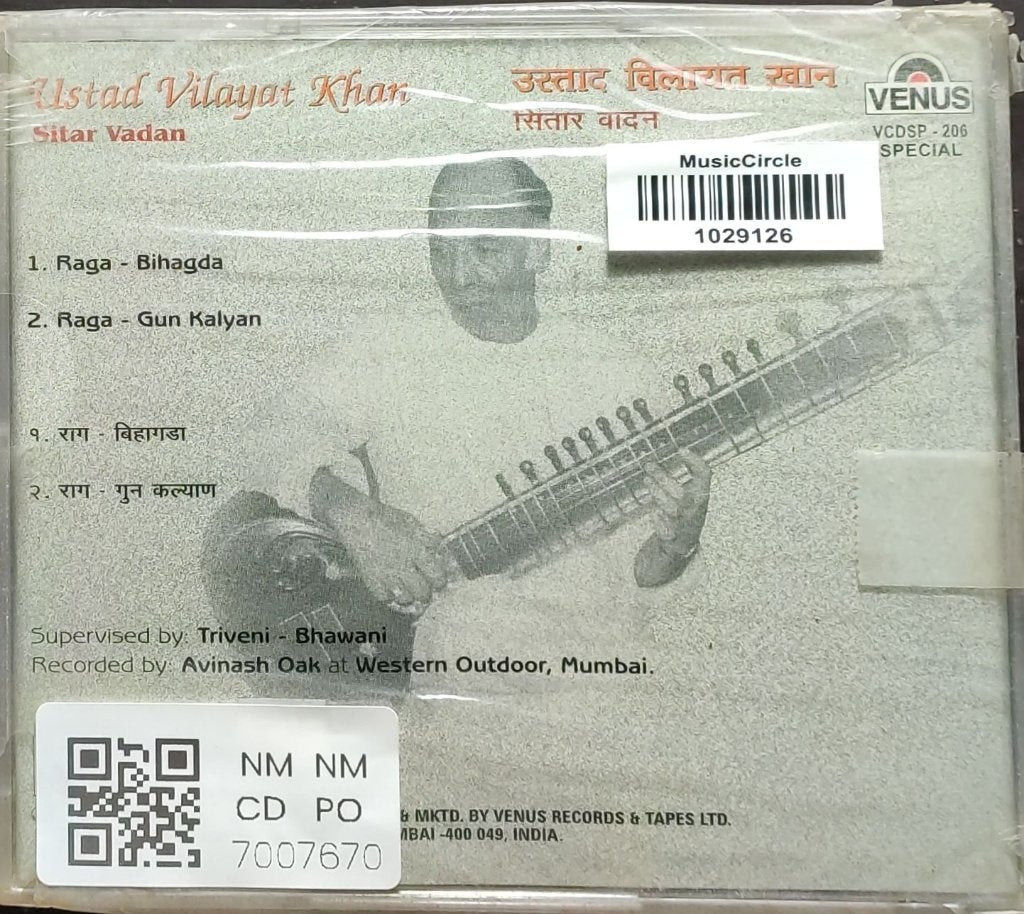 Ustad Vilayat Khan
Sitar Vadan
उस्ताद विलायत खान
सितार वादन
VENUS
VCDSP - 206
SPECIAL
MusicCircle
1029126
1. Raga - Bihagda
2. Raga - Gun Kalyan
१. राग - बिहागडा
२. राग - गुन कल्याण
Supervised by: Triveni - Bhawani
Recorded by: Avinash Oak at Western Outdoor, Mumbai.
NM NM
CD PO
7007670
& MKTD. BY VENUS RECORDS & TAPES LTD.
-400 049, INDIA.